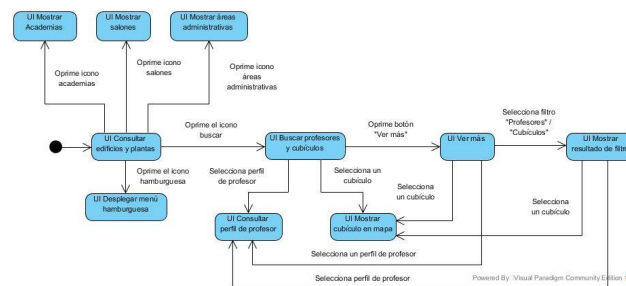 UI Mostrar
Academias
UI Mostrar
salones
UI Mostrar áreas
administrativas
Oprime icono
academias
Oprime icono
salones
Oprime icono
áreas
administrativas
UI Consultar
edificios y plantas
Oprime el icono
buscar
UI Buscar profesores
y cubículos
Oprime botón
"Ver más"
UI Ver más
Selecciona filtro
"Profesores" /
"Cubículos"
UI Mostrar
resultado de filtro
Oprime el icono
hamburguesa
UI Desplegar menú
hamburguesa
Selecciona perfil
de profesor
Selecciona un
cubículo
Selecciona
un cubículo
Selecciona
un cubículo
UI Consultar
perfil de profesor
UI Mostrar
cubículo en mapa
Selecciona un perfil de profesor
Selecciona perfil de profesor
Powered By Visual Paradigm Community Edition